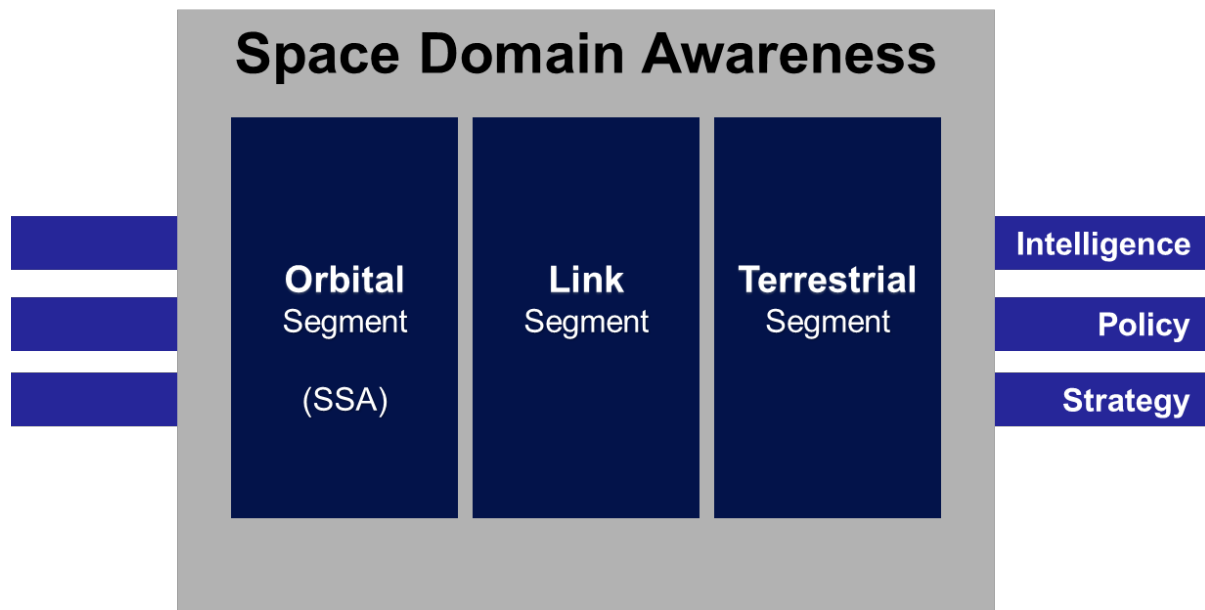 Space Domain Awareness
Orbital
Segment
(SSA)
Link
Segment
Terrestrial
Segment
Intelligence
Policy
Strategy